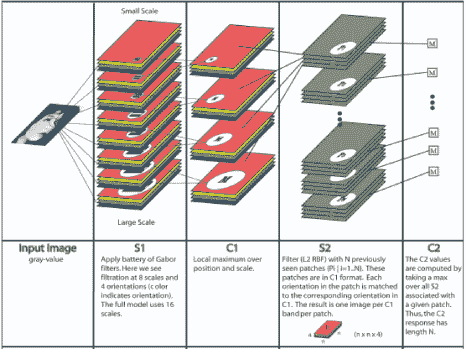 Small Scale
M
M
M
M
M
Large Scale
Input Image
gray-value
S1
Apply battery of Gabor
filters. Here we see
filtration at 8 scales and
4 orientations (color
indicates orientation).
The full model uses 16
scales.
C1
Local maximum over
position and scale.
S2
Filter (L2 RBF) with N previously
seen patches (Pi | i=1..N). These
patches are in C1 format. Each
orientation in the patch is matched
to the corresponding orientation in
C1. The result is one image per C1
band per patch.
n
n
(n x n x 4)
C2
The C2 values
are computed by
taking a max
over all S2
associated with
a given patch.
Thus, the C2
response has
length N.